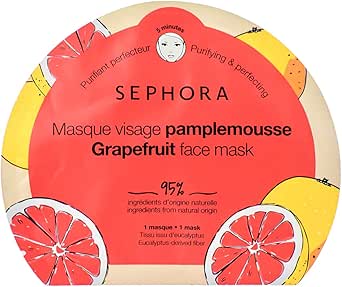 5 minutes
Purifiant perfecteur
Purifying & perfecting
SEPHORA
Masque visage pamplemousse
Grapefruit face mask
95%
ingrédients d'origine naturelle
ingredients from natural origin
1 masque • 1 mask
Tissu issu d'eucalyptus
Eucalyptus-derived fiber